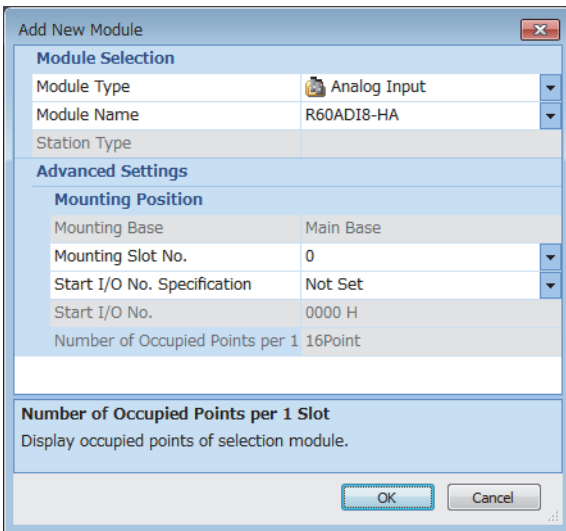 Add New Module
Module Selection
Module Type Analog Input
Module Name R60ADI8-HA
Station Type
Advanced Settings
Mounting Position
Mounting Base Main Base
Mounting Slot No. 0
Start I/O No. Specification Not Set
Start I/O No. 0000 H
Number of Occupied Points per 1 16Point
Number of Occupied Points per 1 Slot
Display occupied points of selection module.
OK Cancel